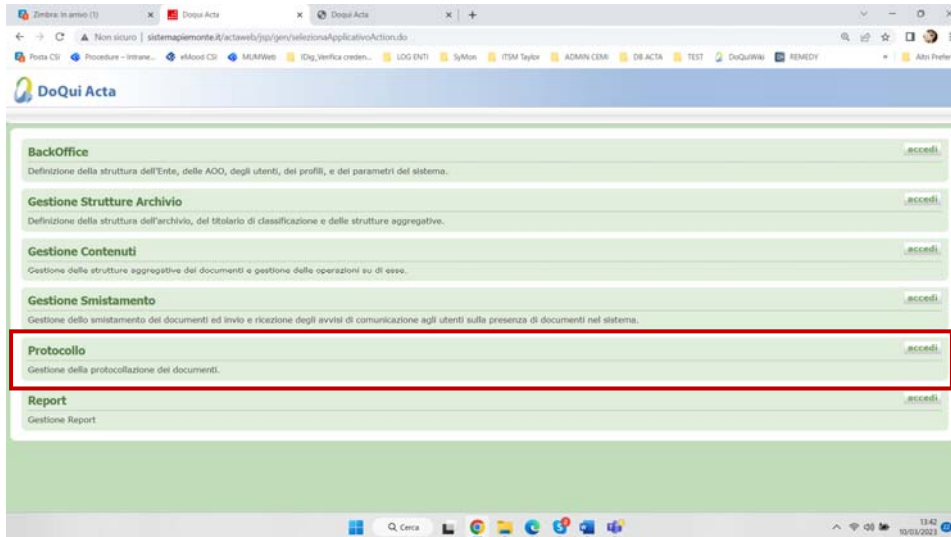 Zimbra: In arrivo (1)
Doqui Acta
Doqui Acta
Non sicuro | sistemapiemonte.it/actaweb/jsp/gen/selezionaApplicativoAction.do
Posta CSI
Procedure - Intrane...
eMood CSI
MUMWeb
IDig_Verifica creden...
LOG ENTI
SyMon
ITSM Taylor
ADMIN CEMI
DB ACTA
TEST
DoQuiWiki
REMEDY
»
Altri Prefer
DoQui Acta
BackOffice
accedi
Definizione della struttura dell'Ente, delle AOO, degli utenti, dei profili, e dei parametri del sistema.
Gestione Strutture Archivio
accedi
Definizione della struttura dell'archivio, del titolario di classificazione e delle strutture aggregative.
Gestione Contenuti
accedi
Gestione delle strutture aggregative dei documenti e gestione delle operazioni su di esse.
Gestione Smistamento
accedi
Gestione dello smistamento dei documenti ed invio e ricezione degli avvisi di comunicazione agli utenti sulla presenza di documenti nel sistema.
Protocollo
accedi
Gestione della protocollazione dei documenti.
Report
accedi
Gestione Report
Cerca
13:42
10/03/2023